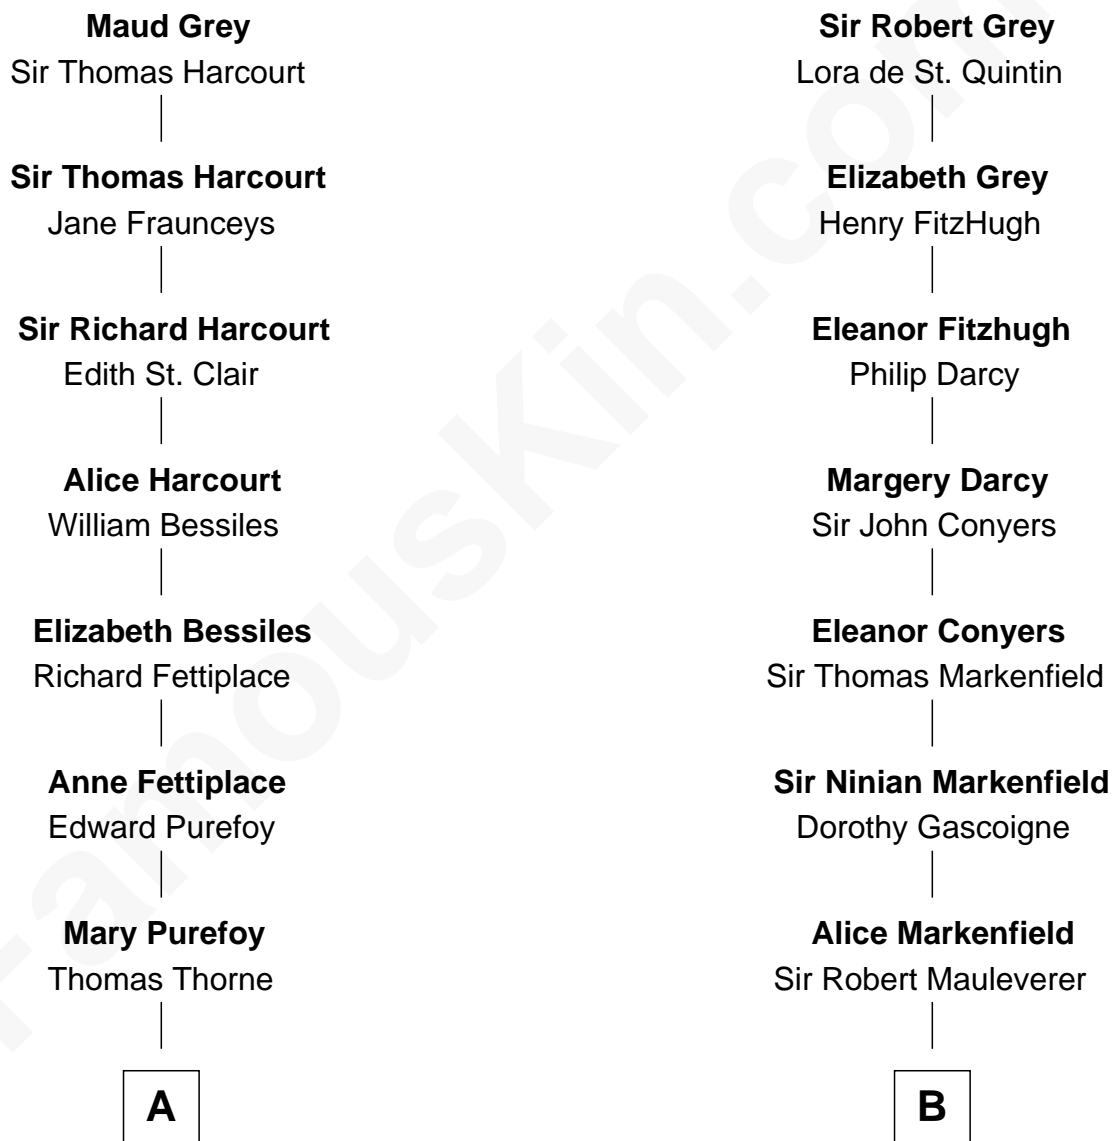 Maud Grey
Sir Thomas Harcourt
Sir Thomas Harcourt
Jane Fraunceys
Sir Richard Harcourt
Edith St. Clair
Alice Harcourt
William Bessiles
Elizabeth Bessiles
Richard Fettiplace
Anne Fettiplace
Edward Purefoy
Mary Purefoy
Thomas Thorne
A
Sir Robert Grey
Lora de St. Quintin
Elizabeth Grey
Henry FitzHugh
Eleanor Fitzhugh
Philip Darcy
Margery Darcy
Sir John Conyers
Eleanor Conyers
Sir Thomas Markenfield
Sir Ninian Markenfield
Dorothy Gascoigne
Alice Markenfield
Sir Robert Mauleverer
B
FamousKin.com